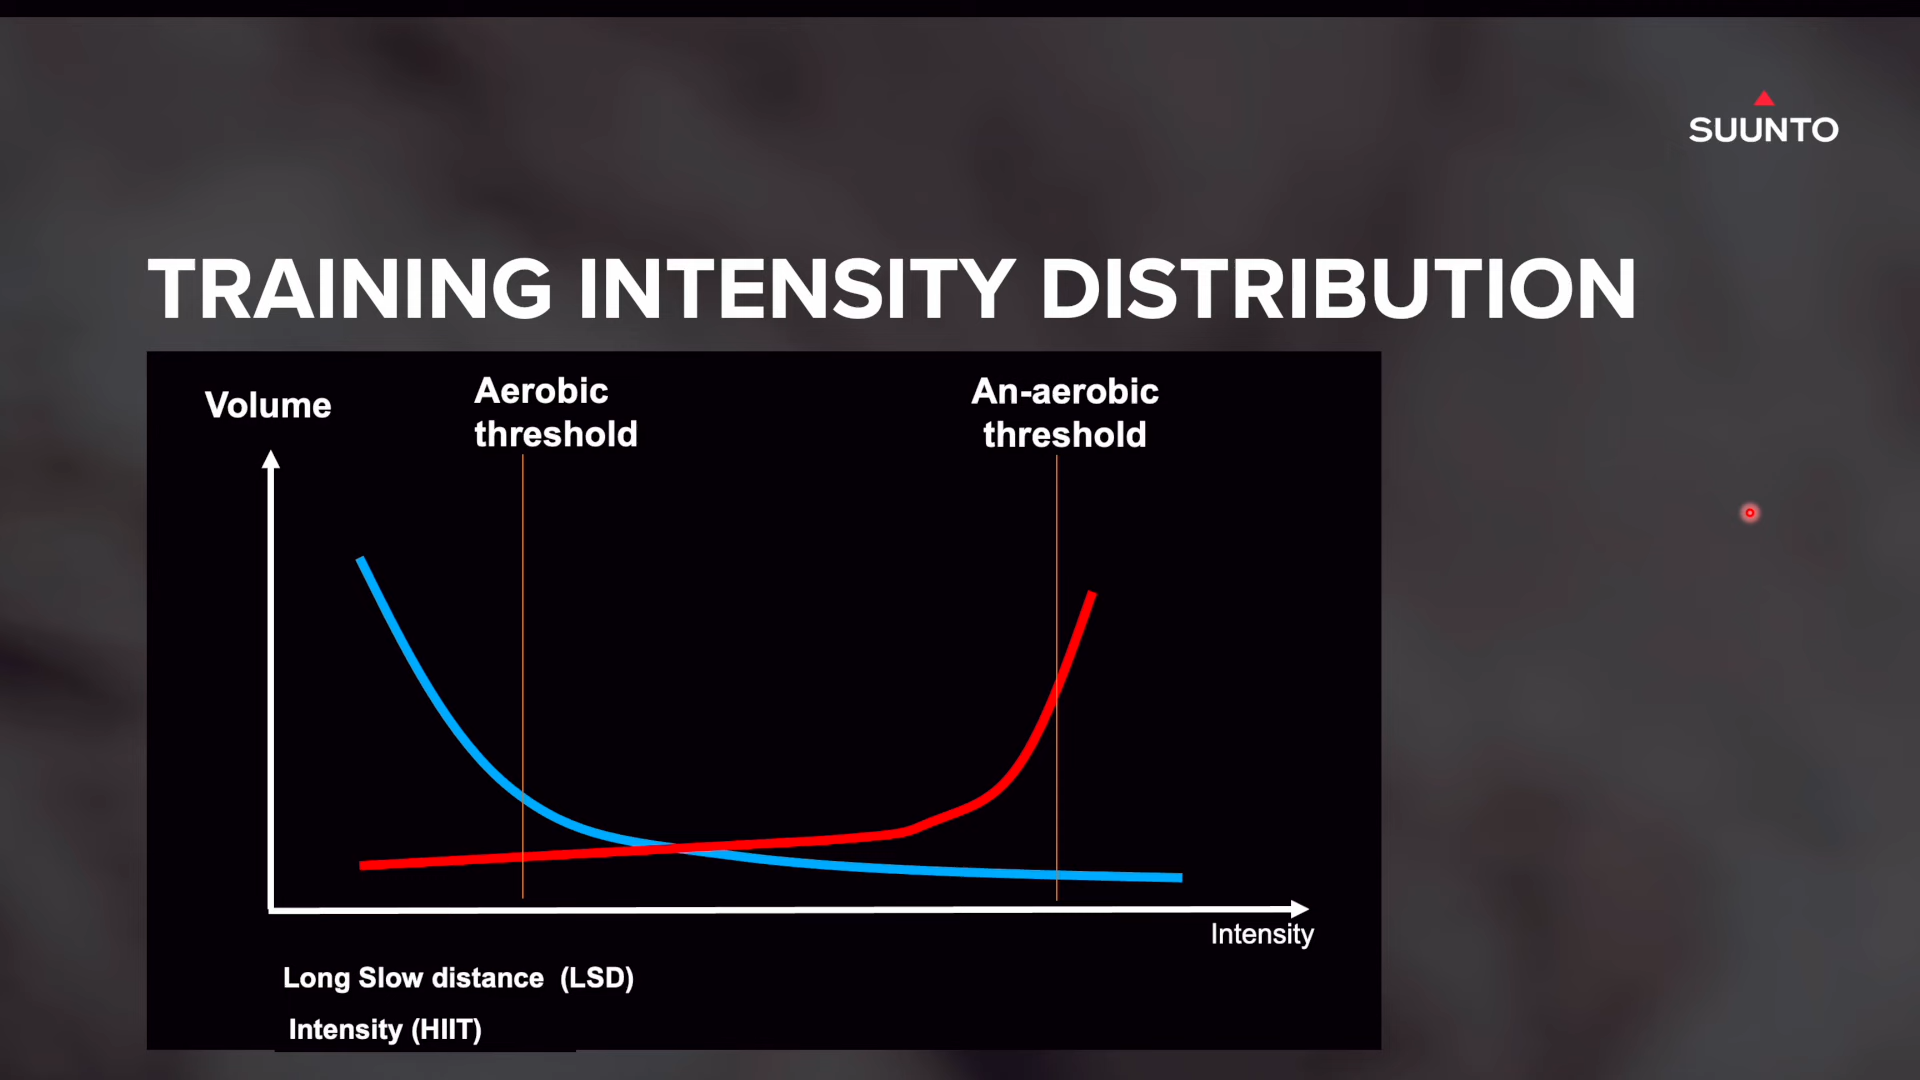 SUUNTO
TRAINING INTENSITY DISTRIBUTION
Volume
Aerobic
threshold
An-aerobic
threshold
Intensity
Long Slow distance (LSD)
Intensity (HIIT)